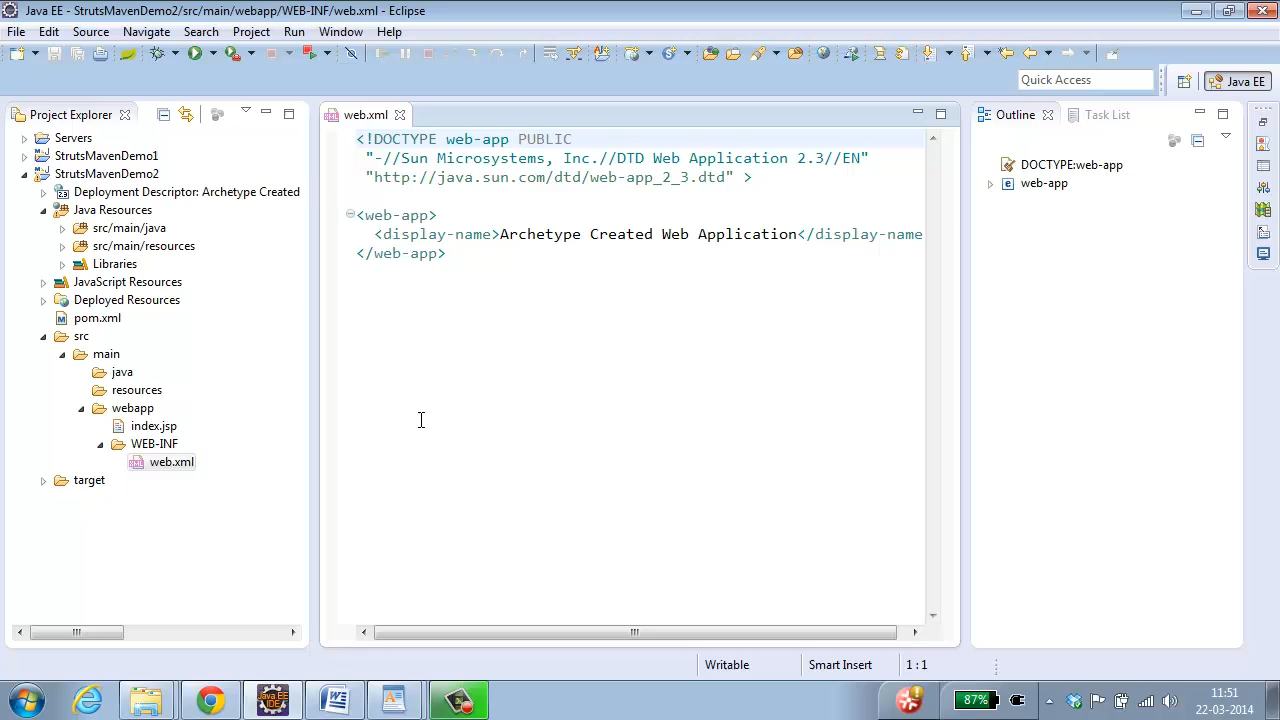 Java EE - StrutsMavenDemo2/src/main/webapp/WEB-INF/web.xml - Eclipse
File Edit Source Navigate Search Project Run Window Help
Quick Access
Java EE
Project Explorer
Servers
StrutsMavenDemo1
StrutsMavenDemo2
Deployment Descriptor: Archetype Created
Java Resources
src/main/java
src/main/resources
Libraries
JavaScript Resources
Deployed Resources
pom.xml
src
main
java
resources
webapp
index.jsp
WEB-INF
web.xml
target
web.xml
<!DOCTYPE web-app PUBLIC
"-//Sun Microsystems, Inc.//DTD Web Application 2.3//EN"
"http://java.sun.com/dtd/web-app_2_3.dtd" >
<web-app>
<display-name>Archetype Created Web Application</display-name
</web-app>
Outline
Task List
DOCTYPE:web-app
web-app
Writable
Smart Insert
1 : 1
Java EE
IDE
87%
11:51
22-03-2014